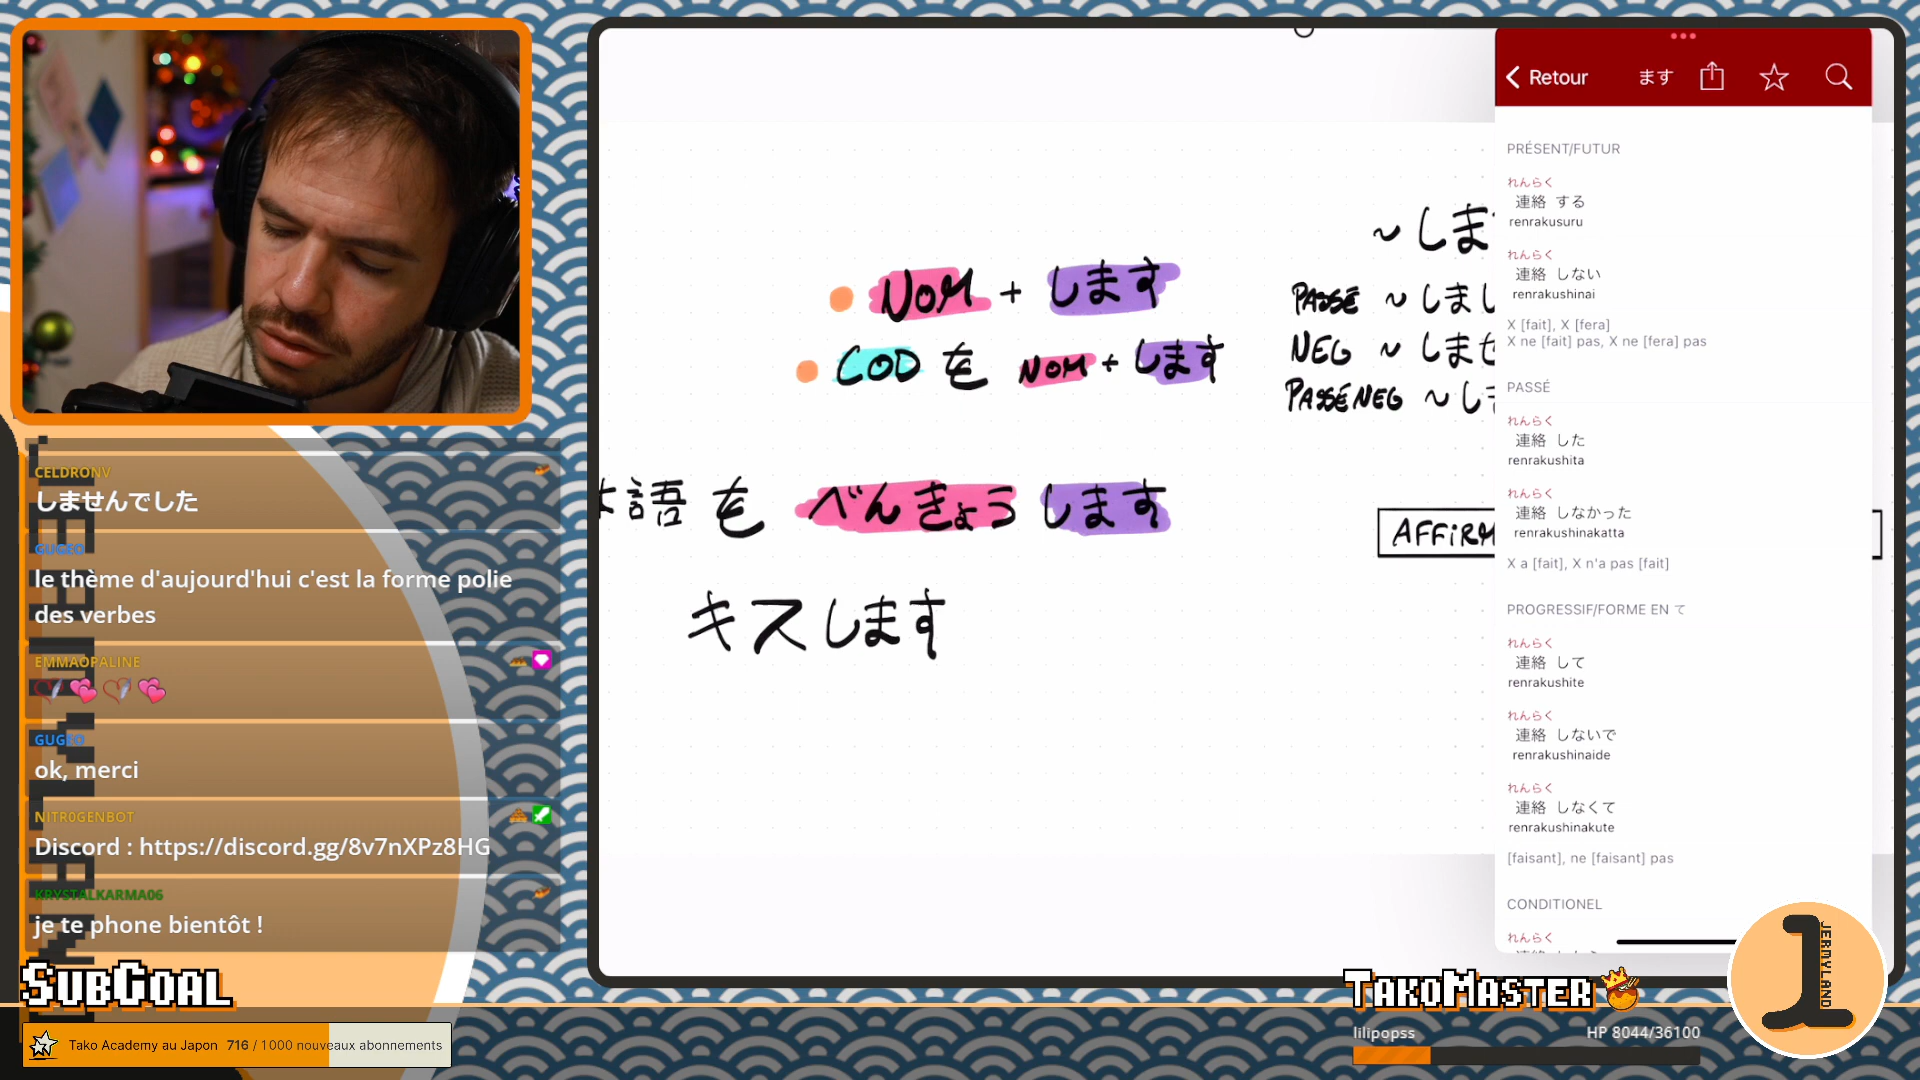 CELDRONV
しませんでした
GUGEO
le thème d'aujourd'hui c'est la forme polie
des verbes
EMMAOPALINE
GUGEO
ok, merci
NITR0GENBOT
Discord : https://discord.gg/8v7nXPz8HG
KRYSTALKARMA06
je te phone bientôt !
SUBGOAL
Tako Academy au Japon 716 / 1000 nouveaux abonnements
NOM + します
COD を NOM + します
語 を べんきょう します
キスします
~ しま
PASSÉ ~ しまし
NEG ~ しませ
PASSÉ NEG ~ しま
AFFIRM
Retour ます
PRÉSENT/FUTUR
れんらく
連絡 する
renrakusuru
れんらく
連絡 しない
renrakushinai
X [fait], X [fera]
X ne [fait] pas, X ne [fera] pas
PASSÉ
れんらく
連絡 した
renrakushita
れんらく
連絡 しなかった
renrakushinakatta
X a [fait], X n'a pas [fait]
PROGRESSIF/FORME EN て
れんらく
連絡 して
renrakushite
れんらく
連絡 しないで
renrakushinaide
れんらく
連絡 しなくて
renrakushinakute
[faisant], ne [faisant] pas
CONDITIONEL
れんらく
TAKOMASTER
lilipopss HP 8044/36100
JERMYLAND